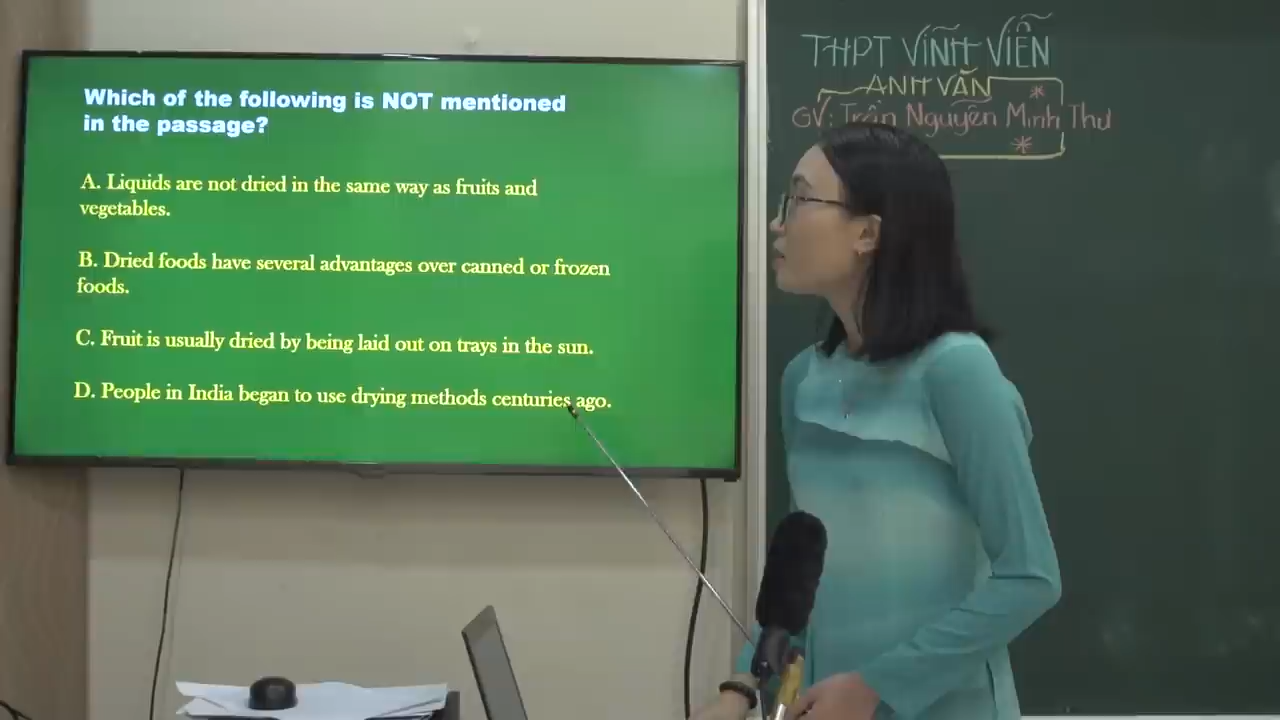 Which of the following is NOT mentioned
in the passage?
A. Liquids are not dried in the same way as fruits and
vegetables.
B. Dried foods have several advantages over canned or frozen
foods.
C. Fruit is usually dried by being laid out on trays in the sun.
D. People in India began to use drying methods centuries ago.
THPT VĨNH VIỄN
ANH VĂN
GV: Trần Nguyễn Minh Thư